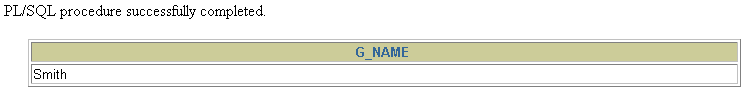 PL/SQL procedure successfully completed.
G_NAME
Smith